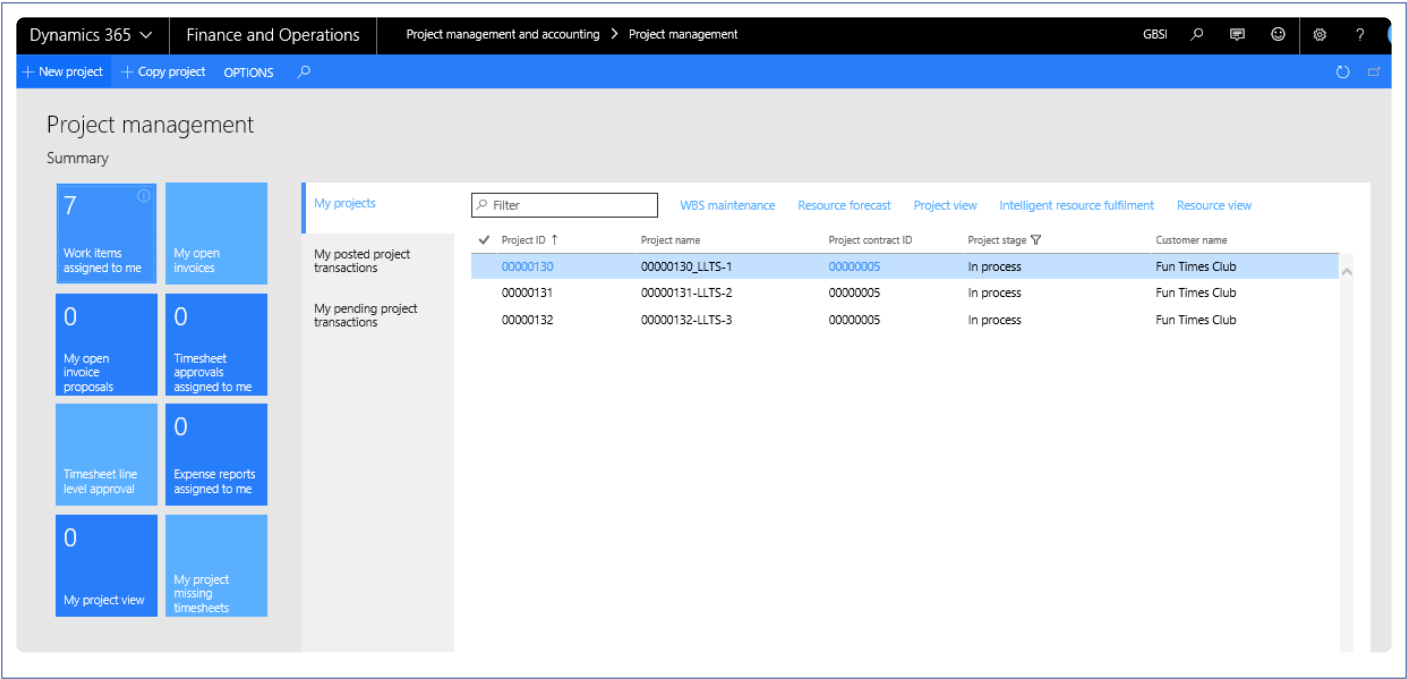 Dynamics 365 Finance and Operations Project management and accounting > Project management GBSI ?
+ New project + Copy project OPTIONS
Project management
Summary
7
Work items
assigned to me
My open
invoices
0
My open
invoice
proposals
0
Timesheet
approvals
assigned to me
Timesheet line
level approval
0
Expense reports
assigned to me
0
My project view
My project
missing
timesheets
My projects
My posted project
transactions
My pending project
transactions
Filter WBS maintenance Resource forecast Project view Intelligent resource fulfilment Resource view
Project ID ↑ Project name Project contract ID Project stage Customer name
00000130 00000130_LLTS-1 00000005 In process Fun Times Club
00000131 00000131-LLTS-2 00000005 In process Fun Times Club
00000132 00000132-LLTS-3 00000005 In process Fun Times Club